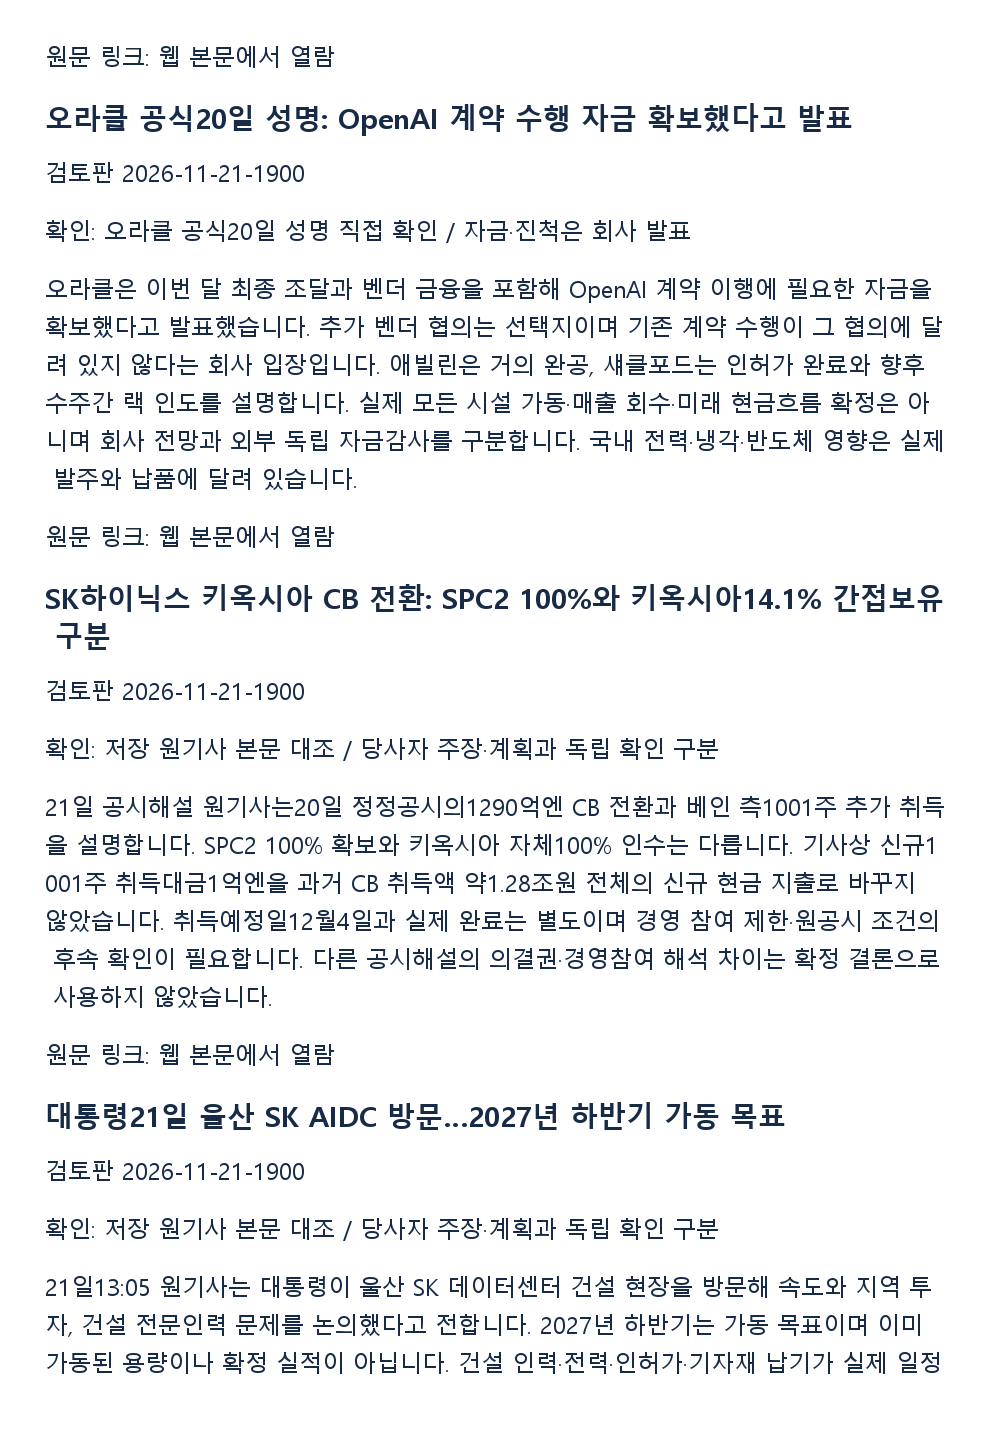 원문 링크: 웹 본문에서 열람
오라클 공식20일 성명: OpenAI 계약 수행 자금 확보했다고 발표
검토판 2026-11-21-1900
확인: 오라클 공식20일 성명 직접 확인 / 자금·진척은 회사 발표
오라클은 이번 달 최종 조달과 벤더 금융을 포함해 OpenAI 계약 이행에 필요한 자금을
확보했다고 발표했습니다. 추가 벤더 협의는 선택지이며 기존 계약 수행이 그 협의에 달
려 있지 않다는 회사 입장입니다. 애빌린은 거의 완공, 섀클포드는 인허가 완료와 향후
수주간 랙 인도를 설명합니다. 실제 모든 시설 가동·매출 회수·미래 현금흐름 확정은 아
니며 회사 전망과 외부 독립 자금감사를 구분합니다. 국내 전력·냉각·반도체 영향은 실제
발주와 납품에 달려 있습니다.
원문 링크: 웹 본문에서 열람
SK하이닉스 키옥시아 CB 전환: SPC2 100%와 키옥시아14.1% 간접보유
구분
검토판 2026-11-21-1900
확인: 저장 원기사 본문 대조 / 당사자 주장·계획과 독립 확인 구분
21일 공시해설 원기사는20일 정정공시의1290억엔 CB 전환과 베인 측1001주 추가 취득
을 설명합니다. SPC2 100% 확보와 키옥시아 자체100% 인수는 다릅니다. 기사상 신규1
001주 취득대금1억엔을 과거 CB 취득액 약1.28조원 전체의 신규 현금 지출로 바꾸지
않았습니다. 취득예정일12월4일과 실제 완료는 별도이며 경영 참여 제한·원공시 조건의
후속 확인이 필요합니다. 다른 공시해설의 의결권·경영참여 해석 차이는 확정 결론으로
사용하지 않았습니다.
원문 링크: 웹 본문에서 열람
대통령21일 울산 SK AIDC 방문…2027년 하반기 가동 목표
검토판 2026-11-21-1900
확인: 저장 원기사 본문 대조 / 당사자 주장·계획과 독립 확인 구분
21일13:05 원기사는 대통령이 울산 SK 데이터센터 건설 현장을 방문해 속도와 지역 투
자, 건설 전문인력 문제를 논의했다고 전합니다. 2027년 하반기는 가동 목표이며 이미
가동된 용량이나 확정 실적이 아닙니다. 건설 인력·전력·인허가·기자재 납기가 실제 일정